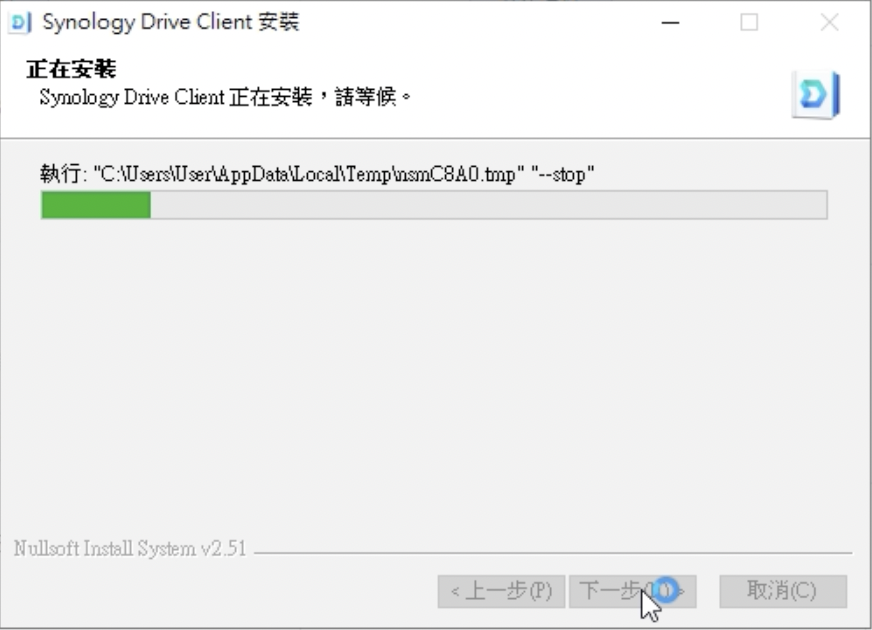 Synology Drive Client 安裝
正在安裝
Synology Drive Client 正在安裝，請等候。
執行: "C:\Users\User\AppData\Local\Temp\nsmC8A0.tmp" "--stop"
Nullsoft Install System v2.51
<上一步(P) 下一步 > 取消(C)